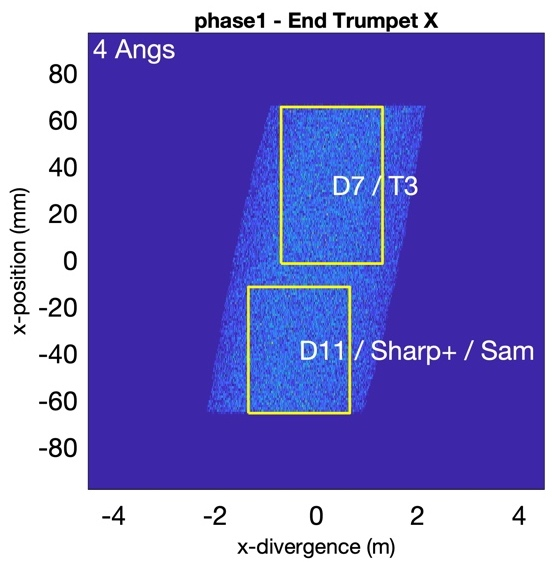 phase1 - End Trumpet X
4 Angs
80
60
40
20
0
-20
-40
-60
-80
x-position (mm)
D7 / T3
D11 / Sharp+ / Sam
-4 -2 0 2 4
x-divergence (m)